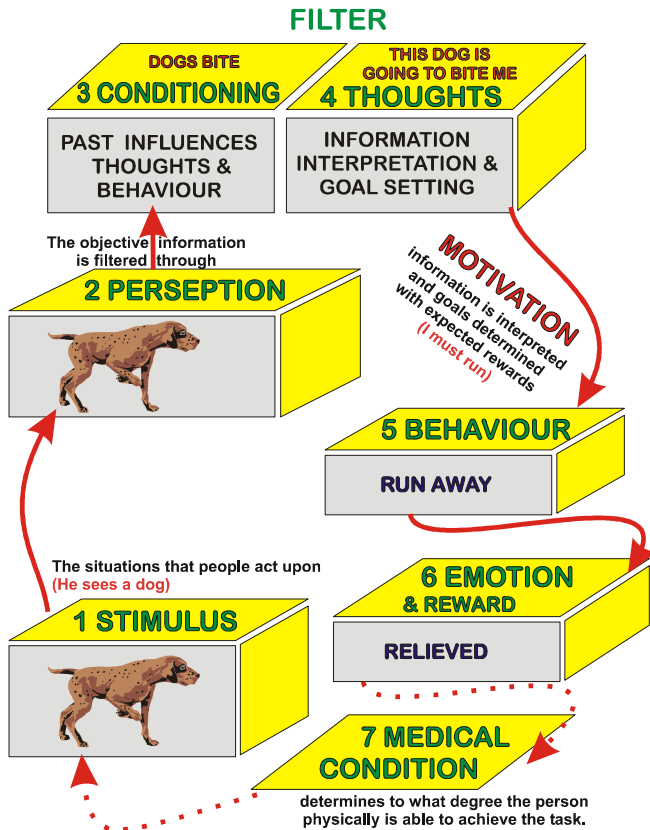 FILTER
DOGS BITE
3 CONDITIONING
THIS DOG IS
GOING TO BITE ME
4 THOUGHTS
PAST INFLUENCES
THOUGHTS &
BEHAVIOUR
INFORMATION
INTERPRETATION &
GOAL SETTING
The objective information
is filtered through
2 PERSEPTION
MOTIVATION
information is interpreted
and goals determined
with expected rewards
(I must run)
5 BEHAVIOUR
RUN AWAY
The situations that people act upon
(He sees a dog)
1 STIMULUS
6 EMOTION
& REWARD
RELIEVED
7 MEDICAL
CONDITION
determines to what degree the person
physically is able to achieve the task.